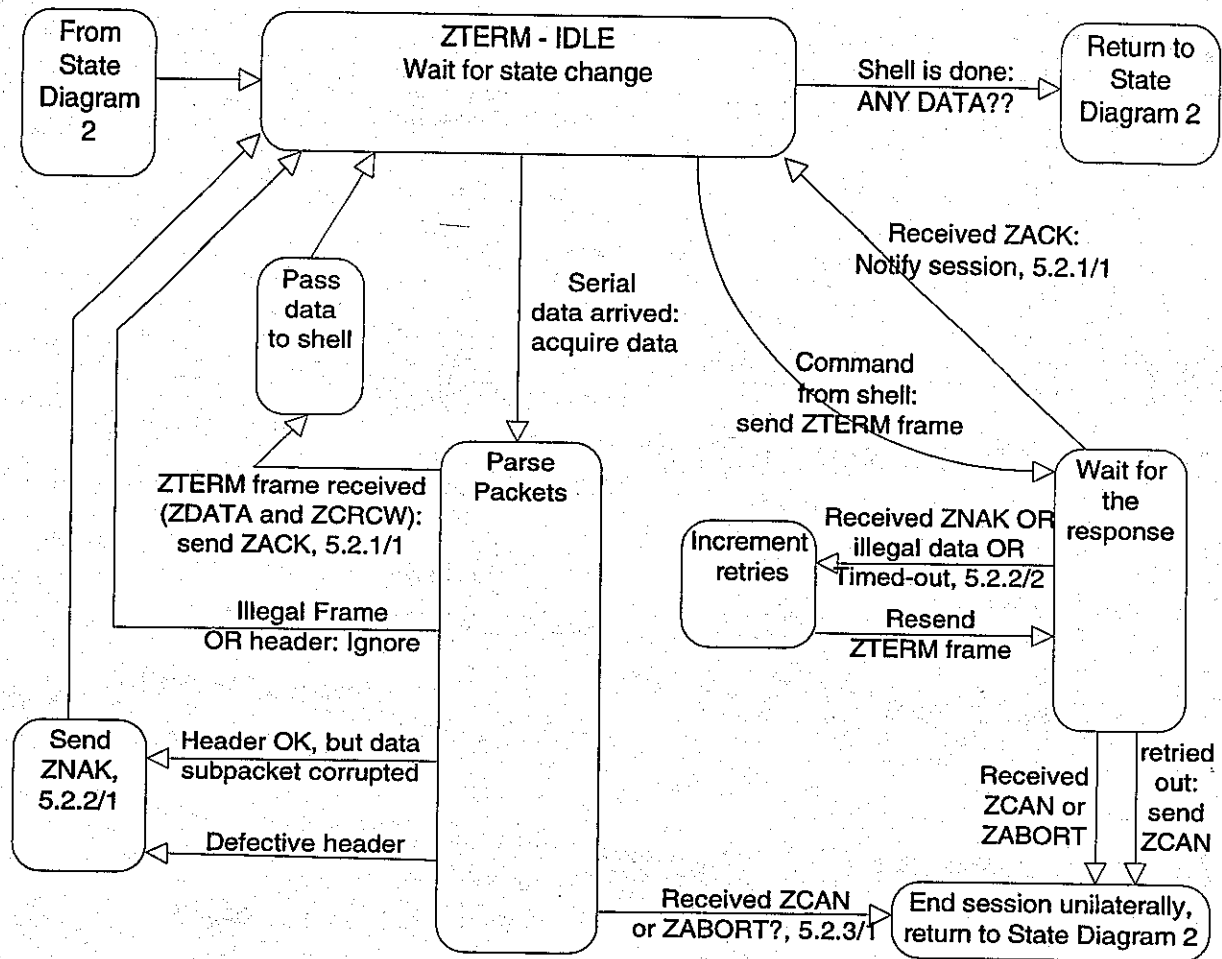 From
State
Diagram
2
ZTERM - IDLE
Wait for state change
Shell is done:
ANY DATA??
Return to
State
Diagram 2
Received ZACK:
Notify session, 5.2.1/1
Pass
data
to shell
Serial
data arrived:
acquire data
Command
from shell:
send ZTERM frame
ZTERM frame received
(ZDATA and ZCRCW):
send ZACK, 5.2.1/1
Parse
Packets
Wait for
the
response
Received ZNAK OR
illegal data OR
Timed-out, 5.2.2/2
Increment
retries
Resend
ZTERM frame
Illegal Frame
OR header: Ignore
Send
ZNAK,
5.2.2/1
Header OK, but data
subpacket corrupted
Defective header
Received
ZCAN or
ZABORT
retried
out:
send
ZCAN
Received ZCAN
or ZABORT?, 5.2.3/1
End session unilaterally,
return to State Diagram 2